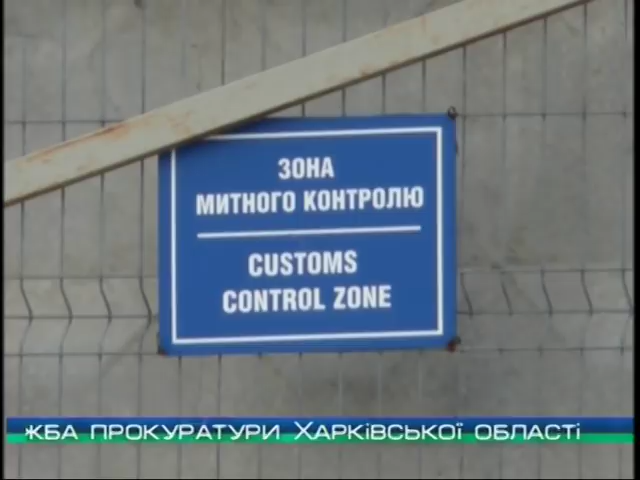 ЗОНА
МИТНОГО КОНТРОЛЮ
CUSTOMS
CONTROL ZONE
ЖБА ПРОКУРАТУРИ ХАРКІВСЬКОЇ ОБЛАСТІ